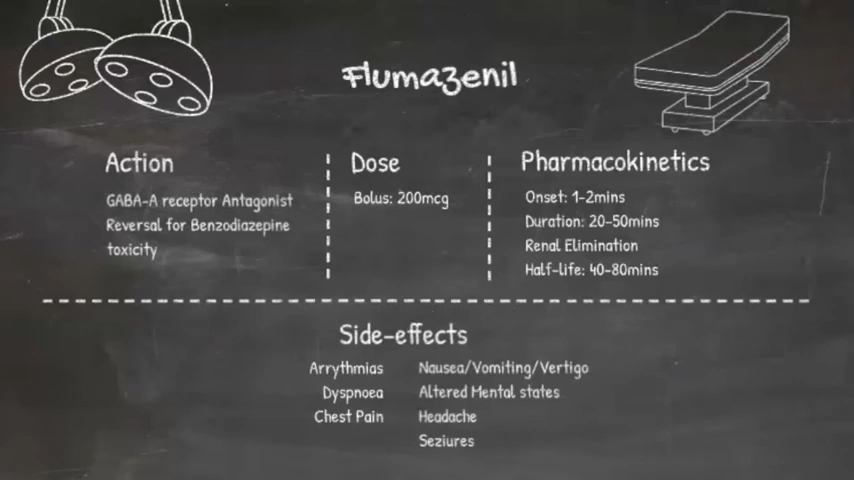 Flumazenil
Action
GABA-A receptor Antagonist
Reversal for Benzodiazepine
toxicity
Dose
Bolus: 200mcg
Pharmacokinetics
Onset: 1-2mins
Duration: 20-50mins
Renal Elimination
Half-life: 40-80mins
Side-effects
Arrythmias
Dyspnoea
Chest Pain
Nausea/Vomiting/Vertigo
Altered Mental states
Headache
Seziures